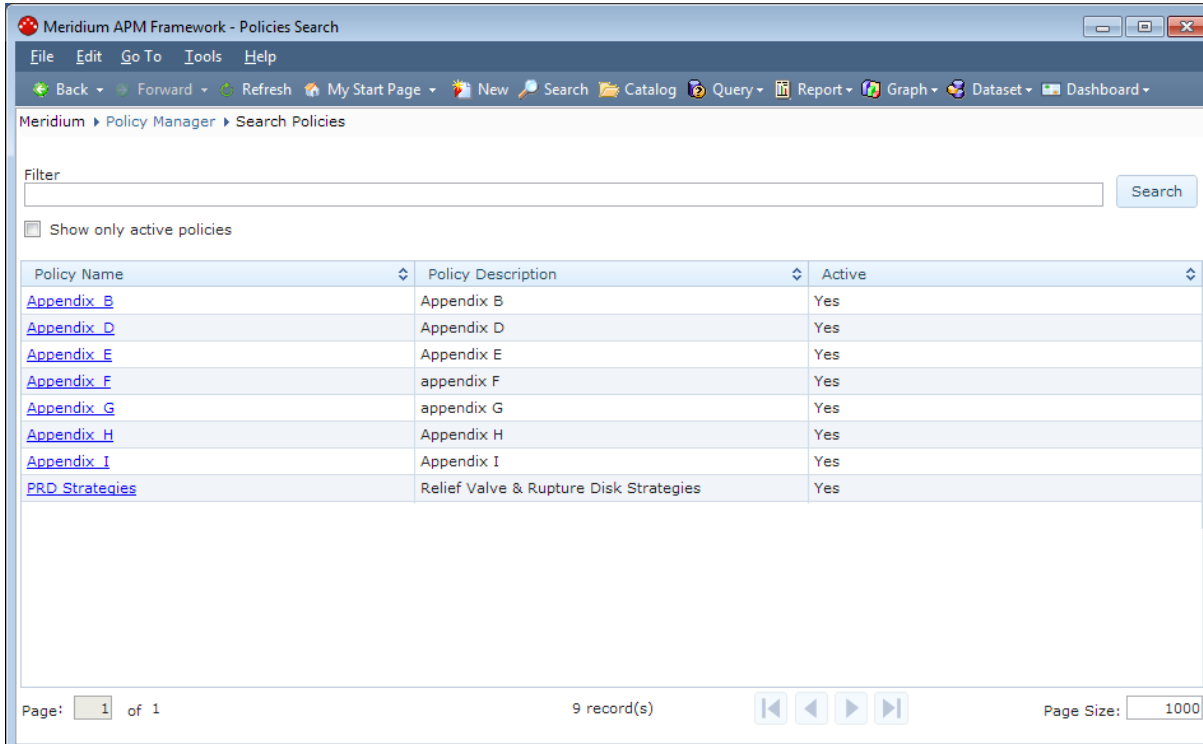 Meridium APM Framework - Policies Search
File Edit Go To Tools Help
Back Forward Refresh My Start Page New Search Catalog Query Report Graph Dataset Dashboard
Meridium Policy Manager Search Policies
Filter
Search
Show only active policies
Policy Name Policy Description Active
Appendix_B Appendix B Yes
Appendix_D Appendix D Yes
Appendix_E Appendix E Yes
Appendix_F appendix F Yes
Appendix_G appendix G Yes
Appendix_H Appendix H Yes
Appendix_I Appendix I Yes
PRD Strategies Relief Valve & Rupture Disk Strategies Yes
Page: 1 of 1 9 record(s) Page Size: 1000